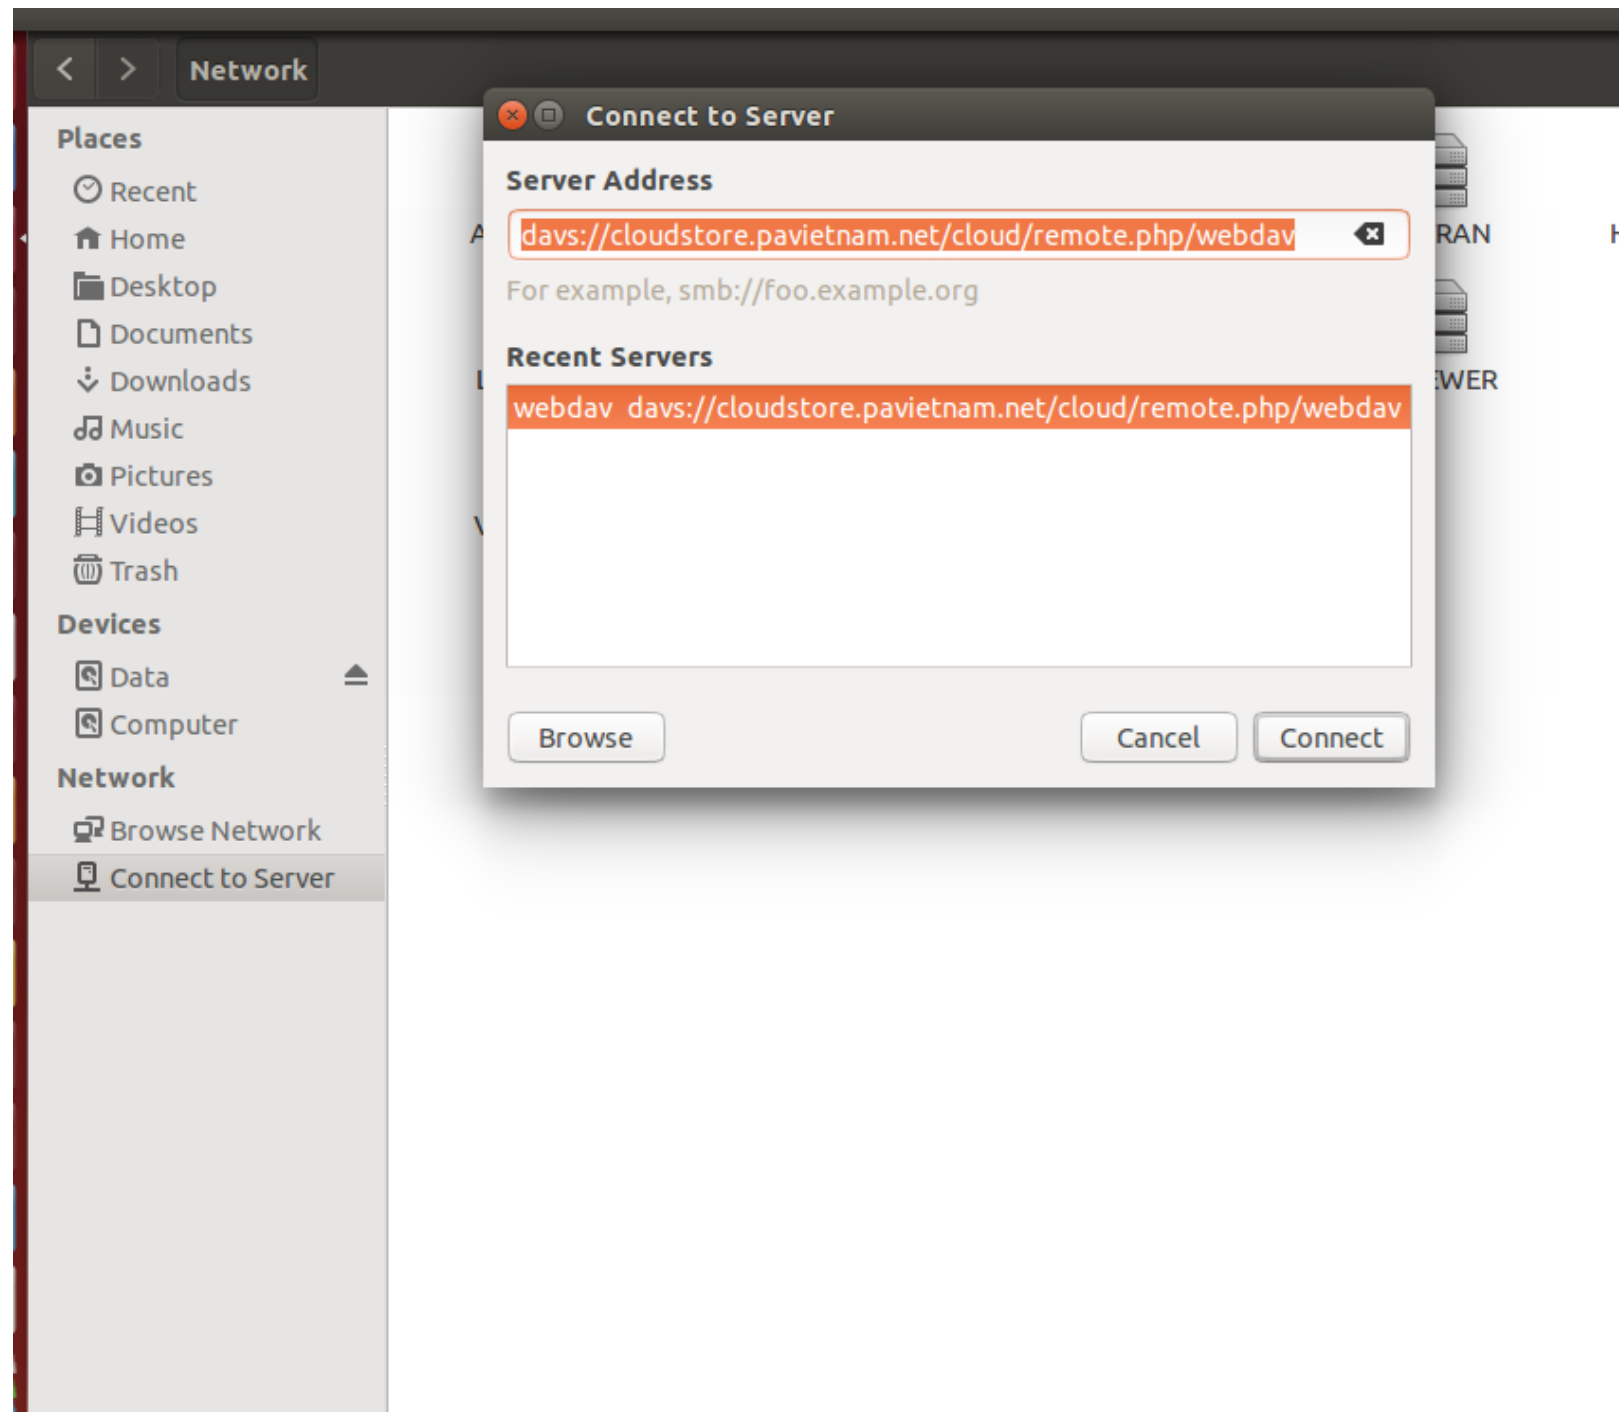 Network
Places
Recent
Home
Desktop
Documents
Downloads
Music
Pictures
Videos
Trash
Devices
Data
Computer
Network
Browse Network
Connect to Server
Connect to Server
Server Address
davs://cloudstore.pavietnam.net/cloud/remote.php/webdav
For example, smb://foo.example.org
Recent Servers
webdav davs://cloudstore.pavietnam.net/cloud/remote.php/webdav
Browse
Cancel
Connect